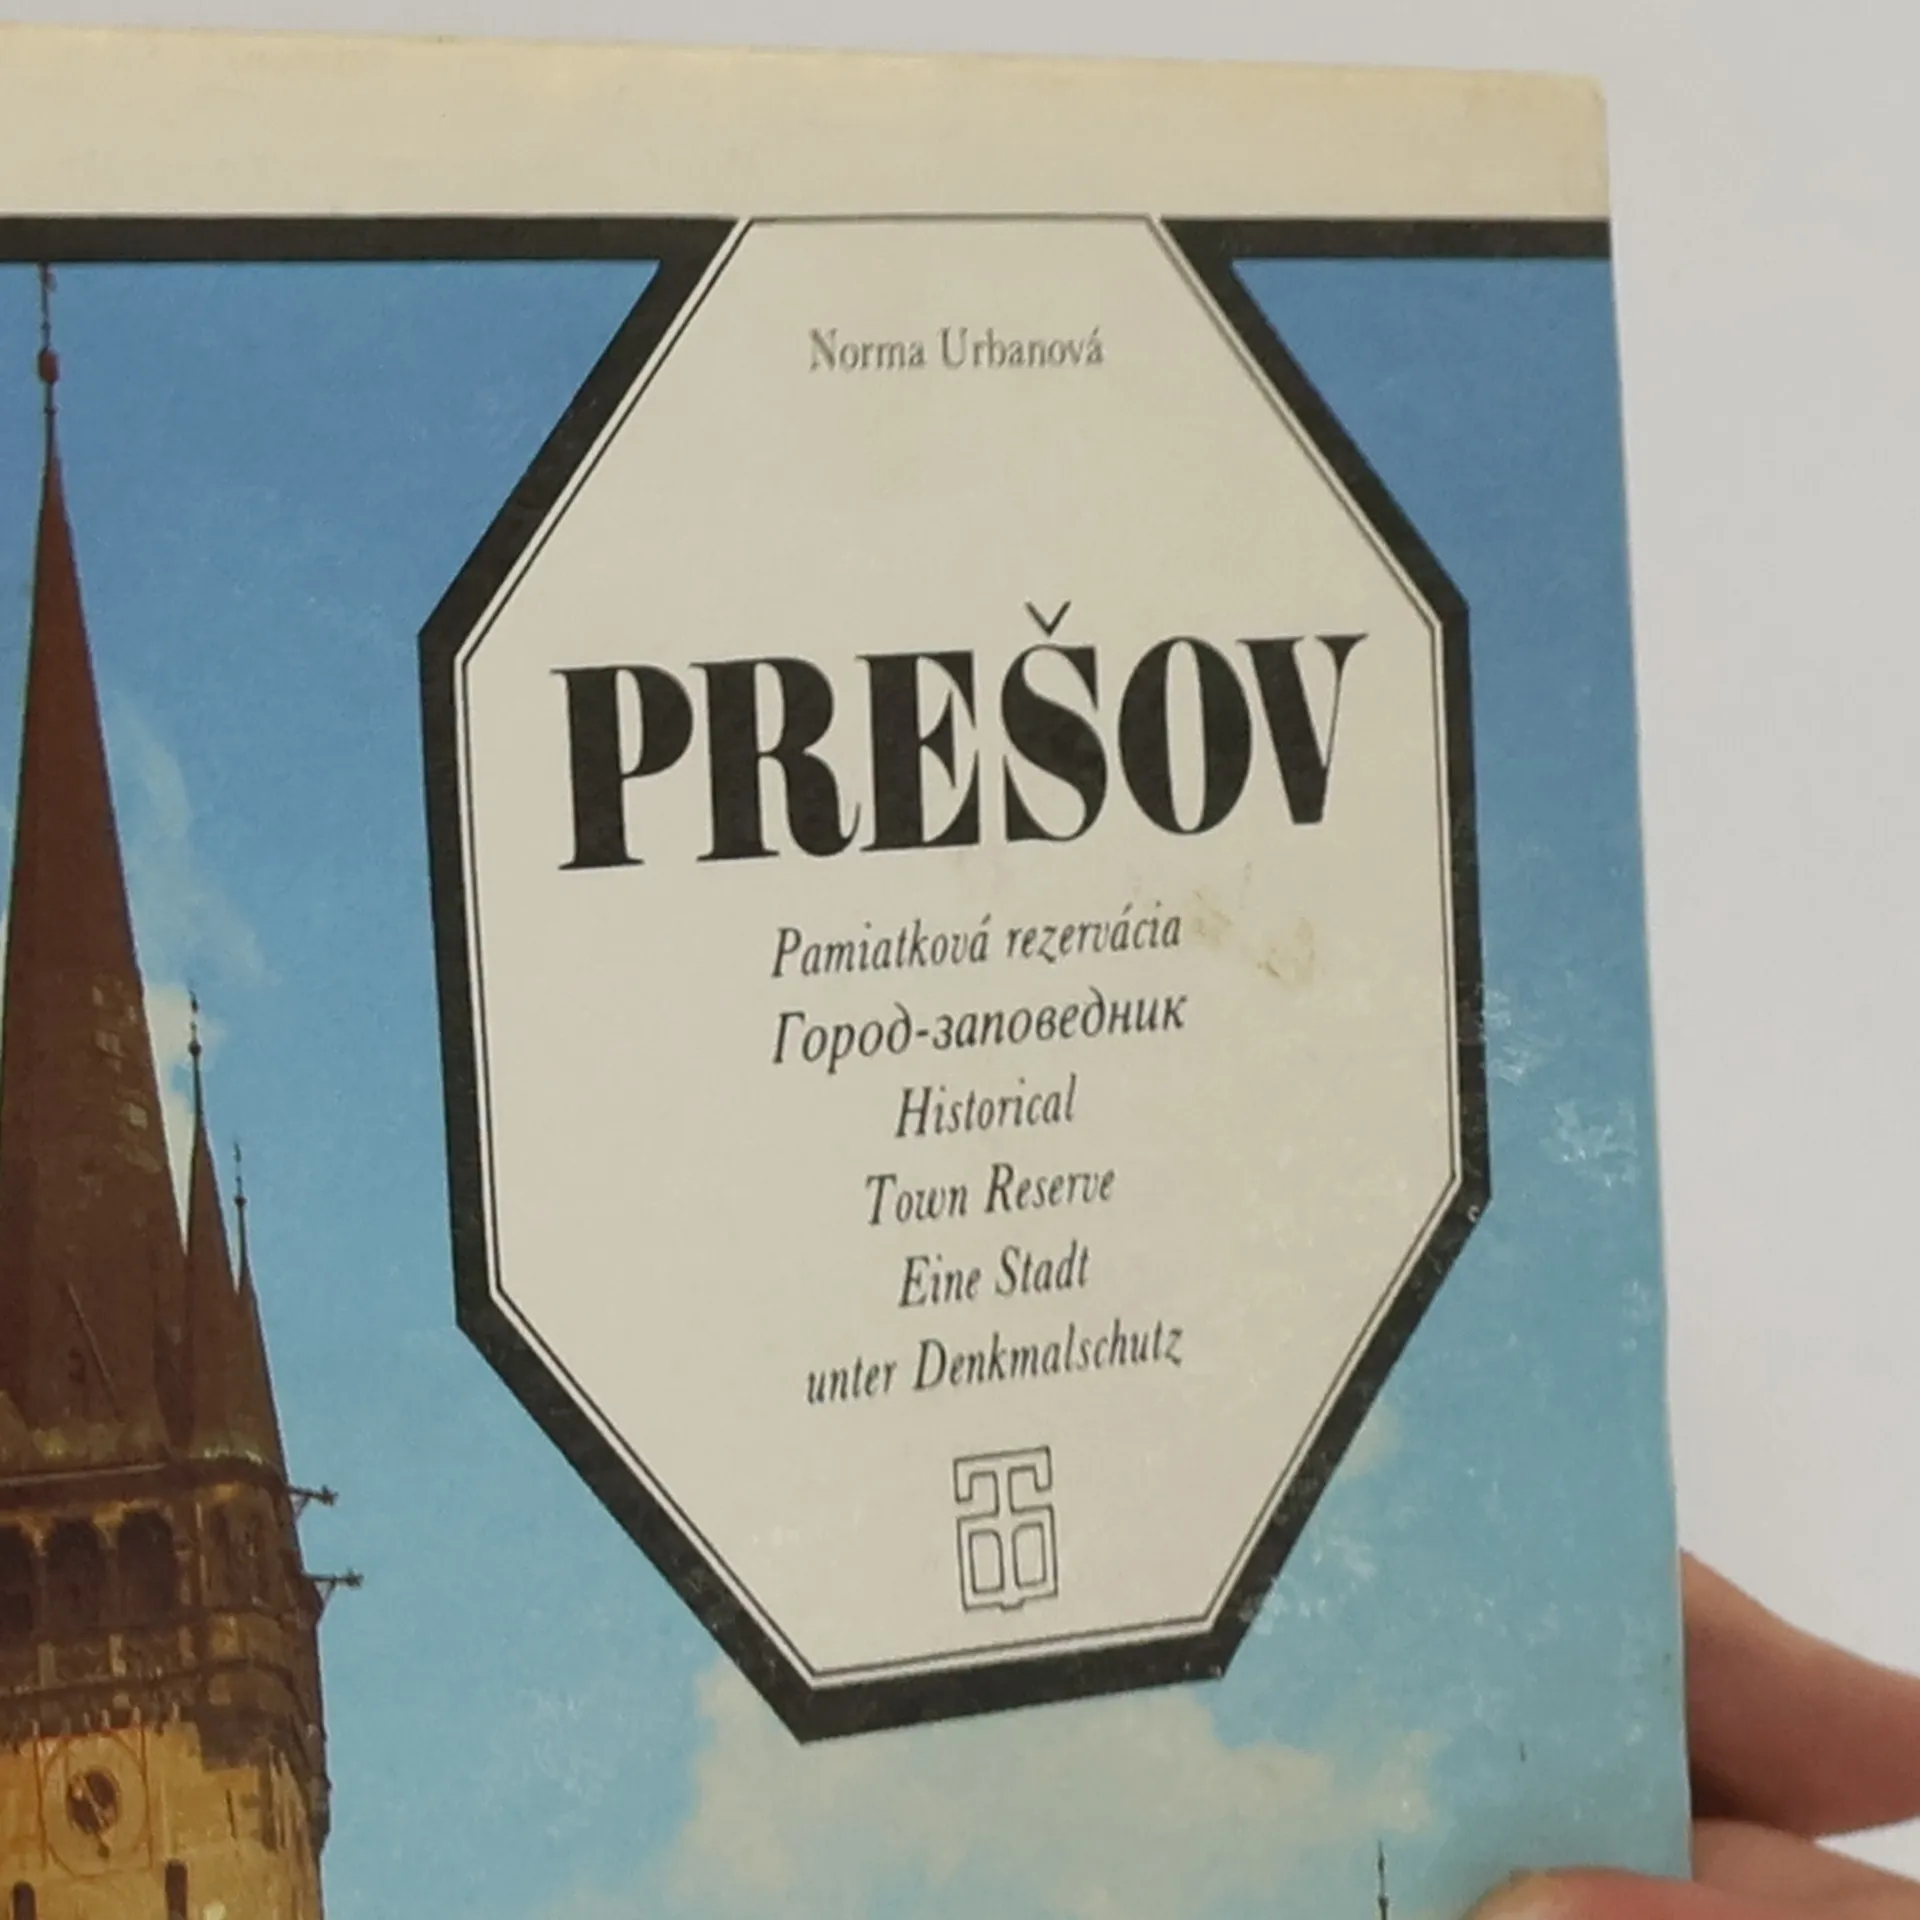 Norma Urbanová
PREŠOV
Pamiatková rezervácia
Город-заповедник
Historical
Town Reserve
Eine Stadt
unter Denkmalschutz